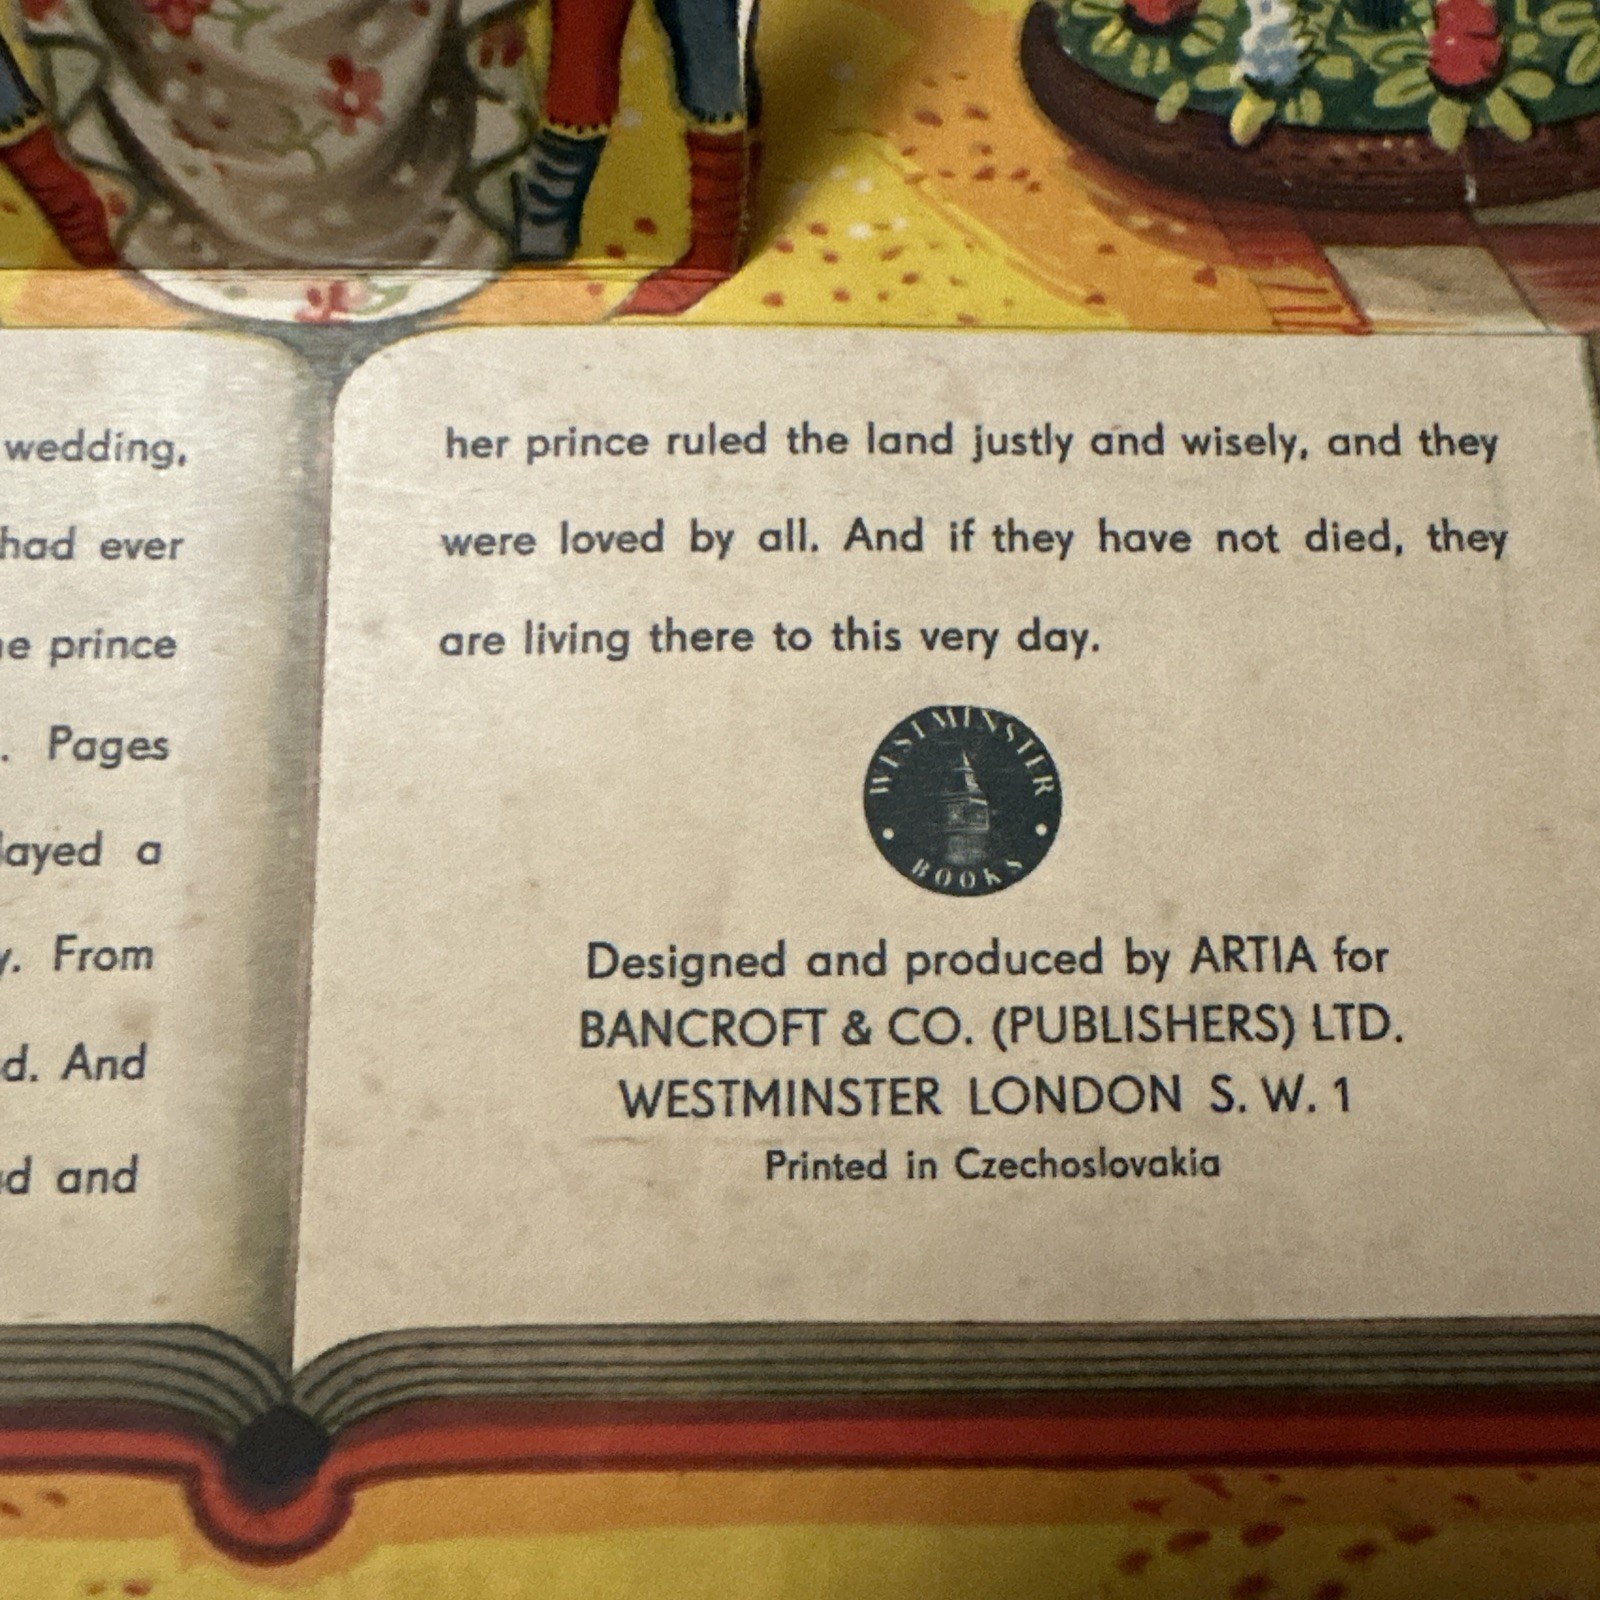 wedding,
had ever
prince
. Pages
a
. From
d. And
and
her prince ruled the land justly and wisely, and they
were loved by all. And if they have not died, they
are living there to this very day.
WESTMINSTER
BOOKS
Designed and produced by ARTIA for
BANCROFT & CO. (PUBLISHERS) LTD.
WESTMINSTER LONDON S. W. 1
Printed in Czechoslovakia